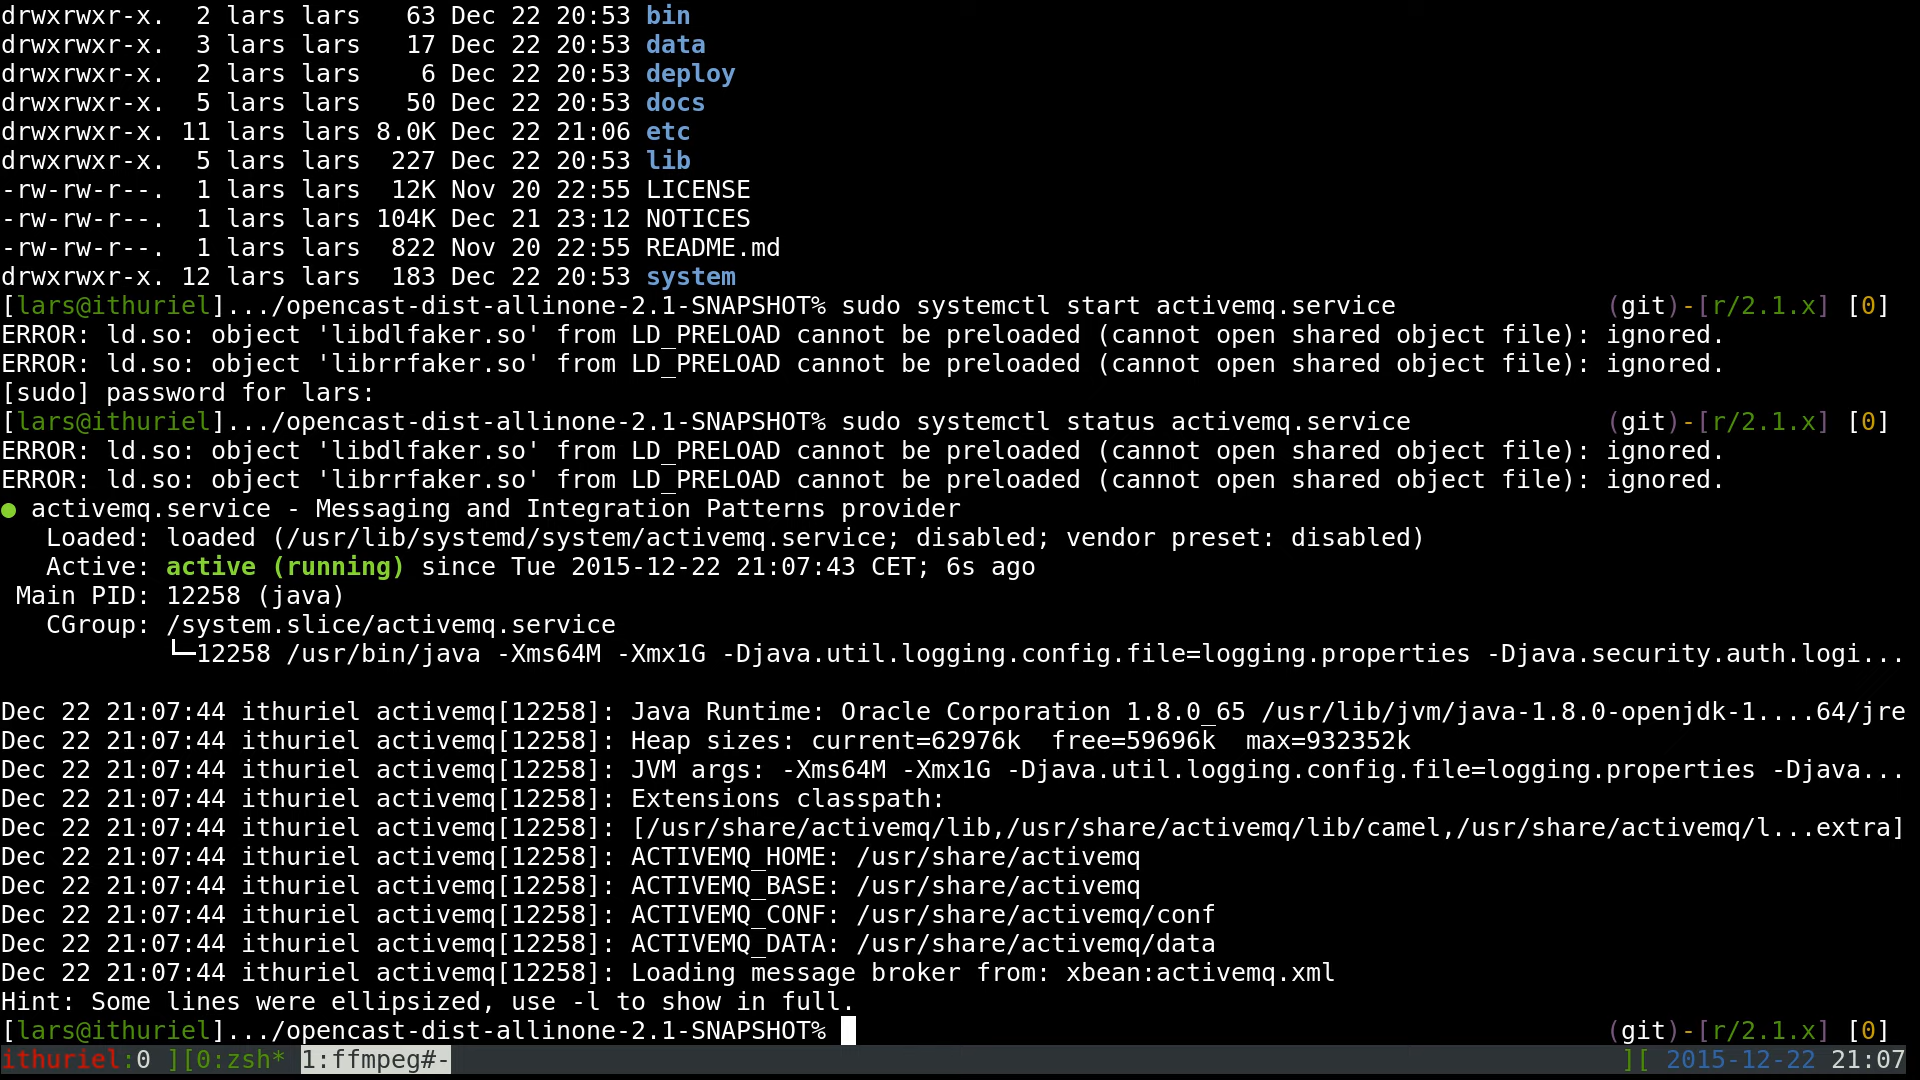 drwxrwxr-x.  2 lars lars   63 Dec 22 20:53 bin
drwxrwxr-x.  3 lars lars   17 Dec 22 20:53 data
drwxrwxr-x.  2 lars lars    6 Dec 22 20:53 deploy
drwxrwxr-x.  5 lars lars   50 Dec 22 20:53 docs
drwxrwxr-x. 11 lars lars 8.0K Dec 22 21:06 etc
drwxrwxr-x.  5 lars lars  227 Dec 22 20:53 lib
-rw-rw-r--.  1 lars lars  12K Nov 20 22:55 LICENSE
-rw-rw-r--.  1 lars lars 104K Dec 21 23:12 NOTICES
-rw-rw-r--.  1 lars lars  822 Nov 20 22:55 README.md
drwxrwxr-x. 12 lars lars  183 Dec 22 20:53 system
[lars@ithuriel].../opencast-dist-allinone-2.1-SNAPSHOT% sudo systemctl start activemq.service (git)-[r/2.1.x] [0]
ERROR: ld.so: object 'libdlfaker.so' from LD_PRELOAD cannot be preloaded (cannot open shared object file): ignored.
ERROR: ld.so: object 'librrfaker.so' from LD_PRELOAD cannot be preloaded (cannot open shared object file): ignored.
[sudo] password for lars:
[lars@ithuriel].../opencast-dist-allinone-2.1-SNAPSHOT% sudo systemctl status activemq.service (git)-[r/2.1.x] [0]
ERROR: ld.so: object 'libdlfaker.so' from LD_PRELOAD cannot be preloaded (cannot open shared object file): ignored.
ERROR: ld.so: object 'librrfaker.so' from LD_PRELOAD cannot be preloaded (cannot open shared object file): ignored.
● activemq.service - Messaging and Integration Patterns provider
   Loaded: loaded (/usr/lib/systemd/system/activemq.service; disabled; vendor preset: disabled)
   Active: active (running) since Tue 2015-12-22 21:07:43 CET; 6s ago
 Main PID: 12258 (java)
   CGroup: /system.slice/activemq.service
           └─12258 /usr/bin/java -Xms64M -Xmx1G -Djava.util.logging.config.file=logging.properties -Djava.security.auth.logi...
Dec 22 21:07:44 ithuriel activemq[12258]: Java Runtime: Oracle Corporation 1.8.0_65 /usr/lib/jvm/java-1.8.0-openjdk-1....64/jre
Dec 22 21:07:44 ithuriel activemq[12258]: Heap sizes: current=62976k  free=59696k  max=932352k
Dec 22 21:07:44 ithuriel activemq[12258]: JVM args: -Xms64M -Xmx1G -Djava.util.logging.config.file=logging.properties -Djava...
Dec 22 21:07:44 ithuriel activemq[12258]: Extensions classpath:
Dec 22 21:07:44 ithuriel activemq[12258]: [/usr/share/activemq/lib,/usr/share/activemq/lib/camel,/usr/share/activemq/l...extra]
Dec 22 21:07:44 ithuriel activemq[12258]: ACTIVEMQ_HOME: /usr/share/activemq
Dec 22 21:07:44 ithuriel activemq[12258]: ACTIVEMQ_BASE: /usr/share/activemq
Dec 22 21:07:44 ithuriel activemq[12258]: ACTIVEMQ_CONF: /usr/share/activemq/conf
Dec 22 21:07:44 ithuriel activemq[12258]: ACTIVEMQ_DATA: /usr/share/activemq/data
Dec 22 21:07:44 ithuriel activemq[12258]: Loading message broker from: xbean:activemq.xml
Hint: Some lines were ellipsized, use -l to show in full.
[lars@ithuriel].../opencast-dist-allinone-2.1-SNAPSHOT% (git)-[r/2.1.x] [0]
ithuriel:0 ][0:zsh* 1:ffmpeg#- ][ 2015-12-22 21:07